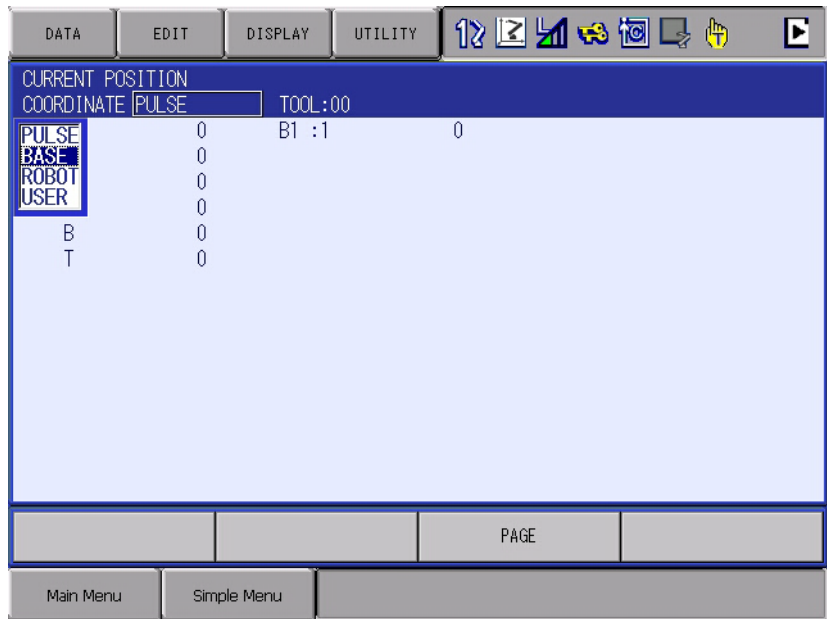 DATA EDIT DISPLAY UTILITY
CURRENT POSITION
COORDINATE PULSE TOOL:00
PULSE 0 B1 :1 0
BASE 0
ROBOT 0
USER 0
B 0
T 0
PAGE
Main Menu Simple Menu